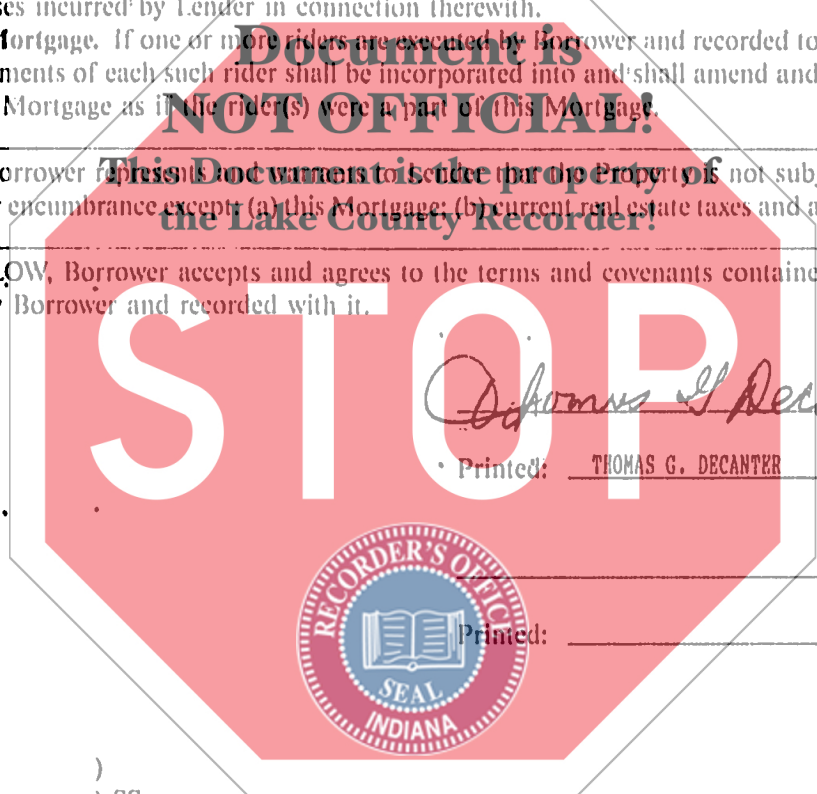 ses incurred by Lender in connection therewith.
Document is
Mortgage. If one or more riders are executed by Borrower and recorded to
ments of each such rider shall be incorporated into and shall amend and
NOT OFFICIAL!
Mortgage as if the rider(s) were a part of this Mortgage.
This Document is the property of
orrower represents and warrants to Lender that the Property is not subj
encumbrance except: (a) this Mortgage; (b) current real estate taxes and a
the Lake County Recorder!
OW, Borrower accepts and agrees to the terms and covenants containe
Borrower and recorded with it.
STOP
Thomas G Dec
Printed: THOMAS G. DECANTER
RECORDER'S OFFICE
Printed:
SEAL
INDIANA
)